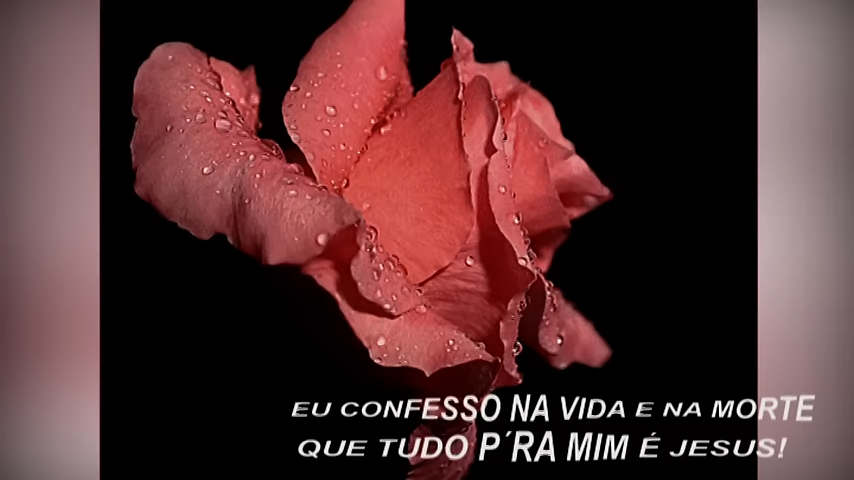 EU CONFESSO NA VIDA E NA MORTE
QUE TUDO P´RA MIM É JESUS!